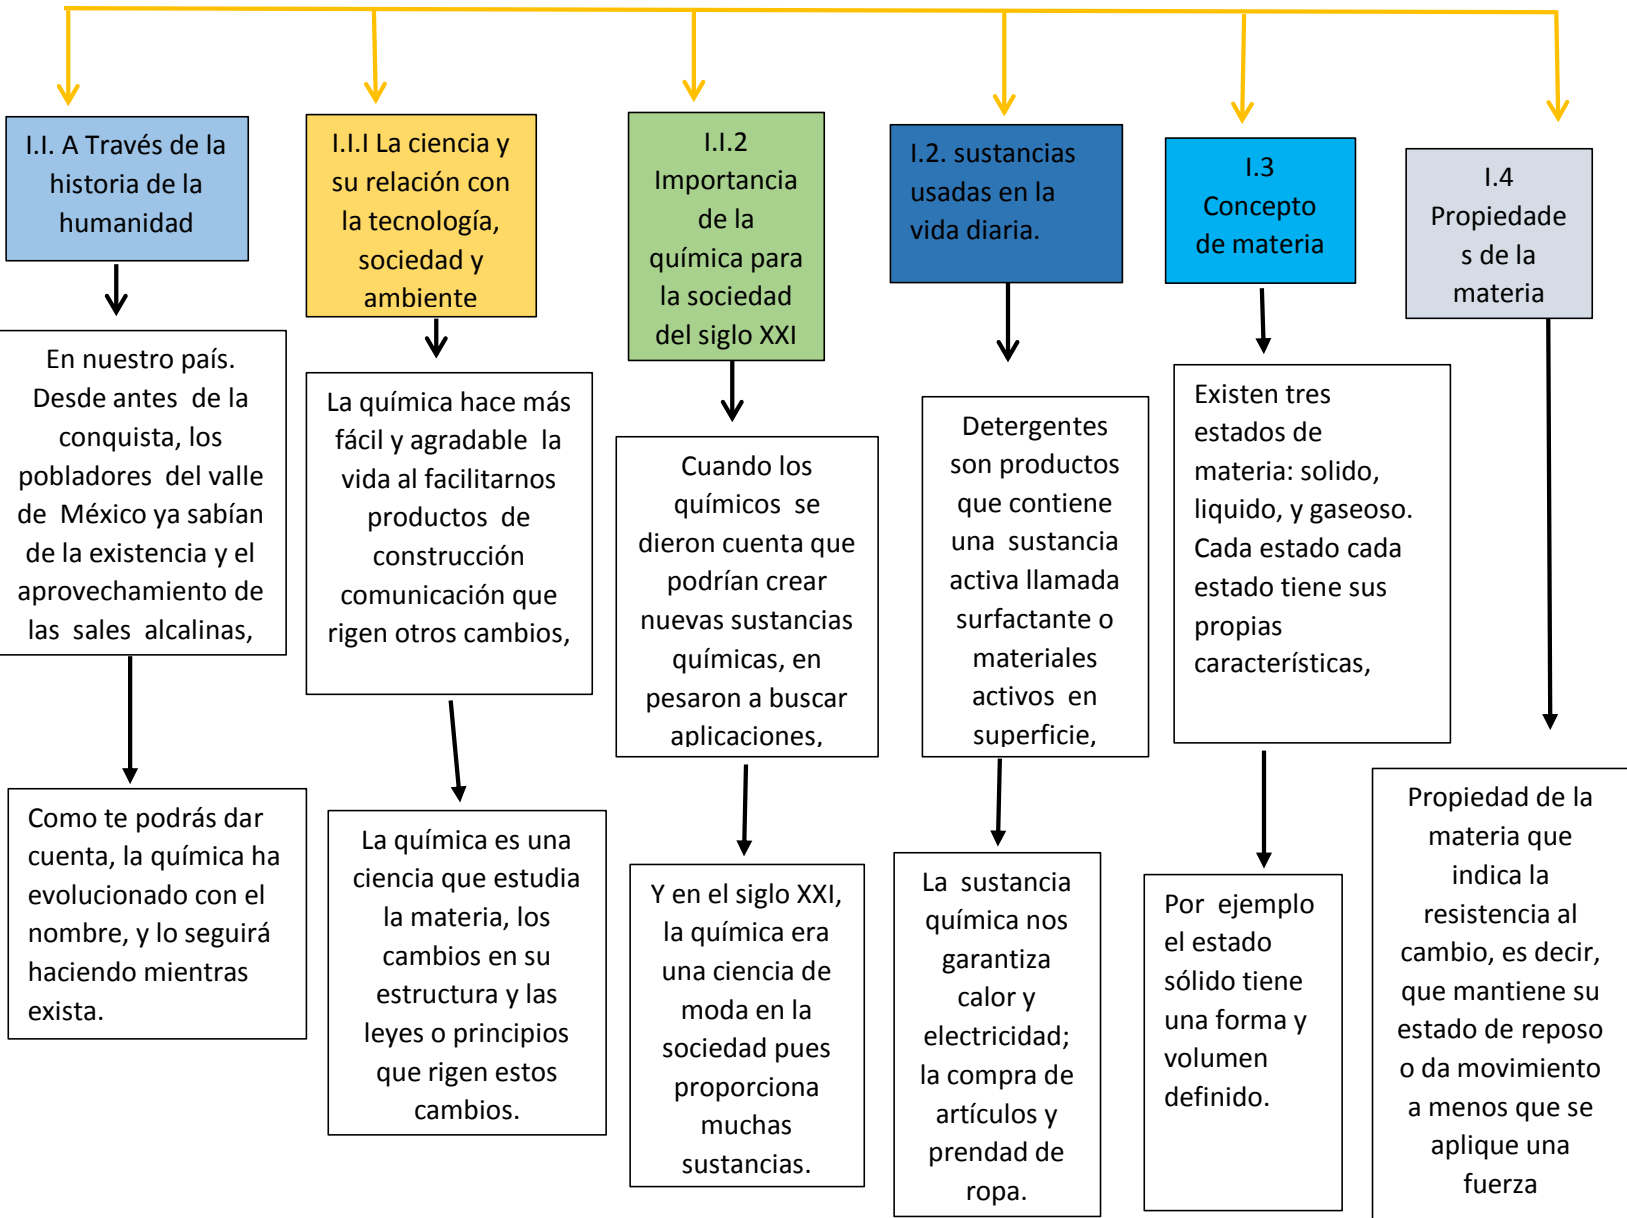 I.I. A Través de la
historia de la
humanidad
I.I.I La ciencia y
su relación con
la tecnología,
sociedad y
ambiente
I.I.2
Importancia
de la
química para
la sociedad
del siglo XXI
I.2. sustancias
usadas en la
vida diaria.
I.3
Concepto
de materia
I.4
Propiedade
s de la
materia
En nuestro país.
Desde antes de la
conquista, los
pobladores del valle
de México ya sabían
de la existencia y el
aprovechamiento de
las sales alcalinas,
La química hace más
fácil y agradable la
vida al facilitarnos
productos de
construcción
comunicación que
rigen otros cambios,
Cuando los
químicos se
dieron cuenta que
podrían crear
nuevas sustancias
químicas, en
pesaron a buscar
aplicaciones,
Detergentes
son productos
que contiene
una sustancia
activa llamada
surfactante o
materiales
activos en
superficie,
Existen tres
estados de
materia: solido,
liquido, y gaseoso.
Cada estado cada
estado tiene sus
propias
características,
Como te podrás dar
cuenta, la química ha
evolucionado con el
nombre, y lo seguirá
haciendo mientras
exista.
La química es una
ciencia que estudia
la materia, los
cambios en su
estructura y las
leyes o principios
que rigen estos
cambios.
Y en el siglo XXI,
la química era
una ciencia de
moda en la
sociedad pues
proporciona
muchas
sustancias.
La sustancia
química nos
garantiza
calor y
electricidad;
la compra de
artículos y
prendad de
ropa.
Por ejemplo
el estado
sólido tiene
una forma y
volumen
definido.
Propiedad de la
materia que
indica la
resistencia al
cambio, es decir,
que mantiene su
estado de reposo
o da movimiento
a menos que se
aplique una
fuerza